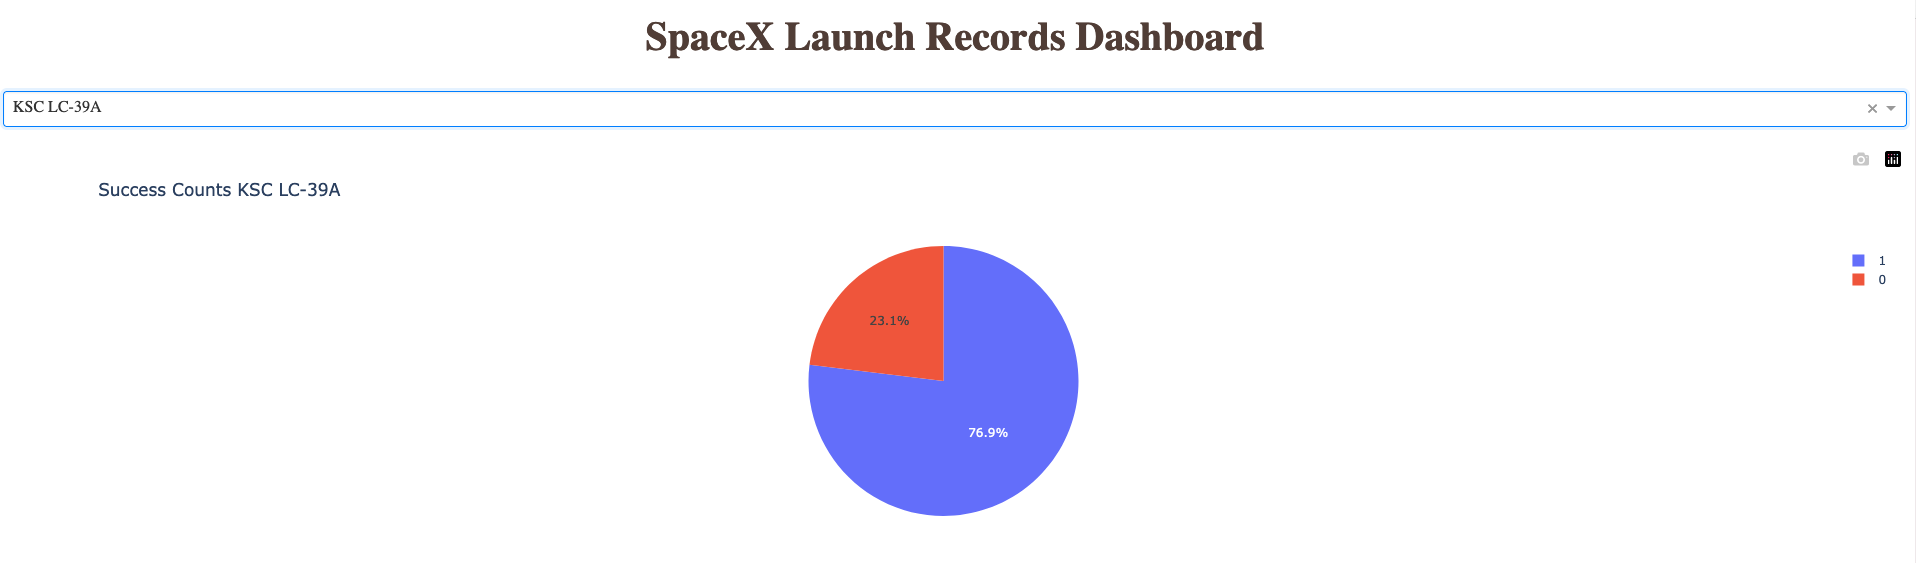 SpaceX Launch Records Dashboard
KSC LC-39A
Success Counts KSC LC-39A
1
0
23.1%
76.9%